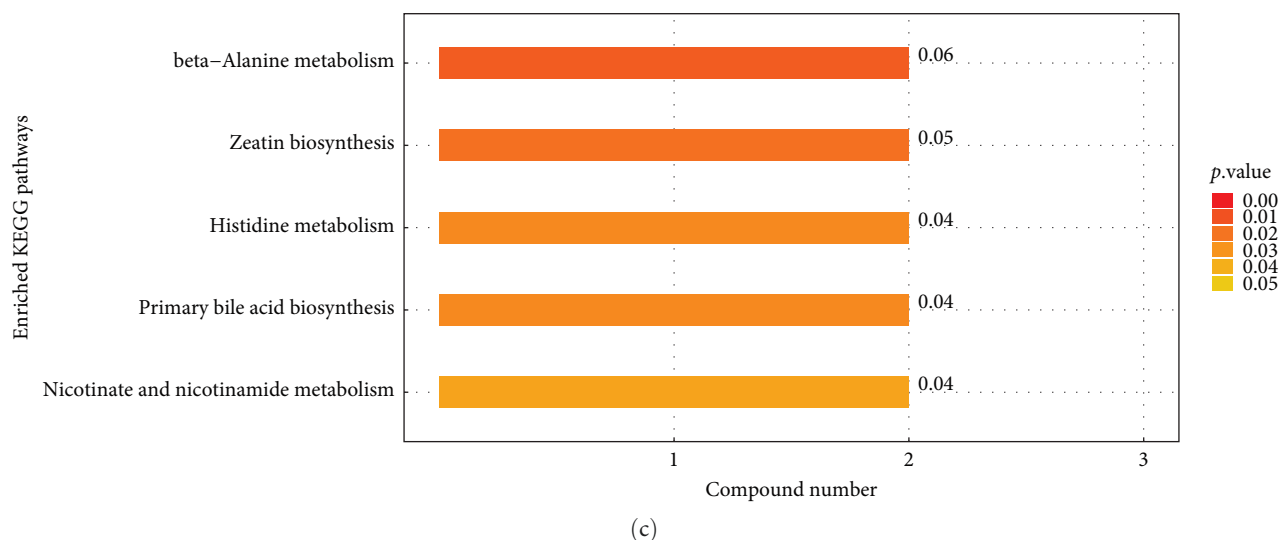 Enriched KEGG pathways
beta−Alanine metabolism
0.06
Zeatin biosynthesis
0.05
Histidine metabolism
0.04
Primary bile acid biosynthesis
0.04
Nicotinate and nicotinamide metabolism
0.04
1
2
3
Compound number
p.value
0.00
0.01
0.02
0.03
0.04
0.05
(c)